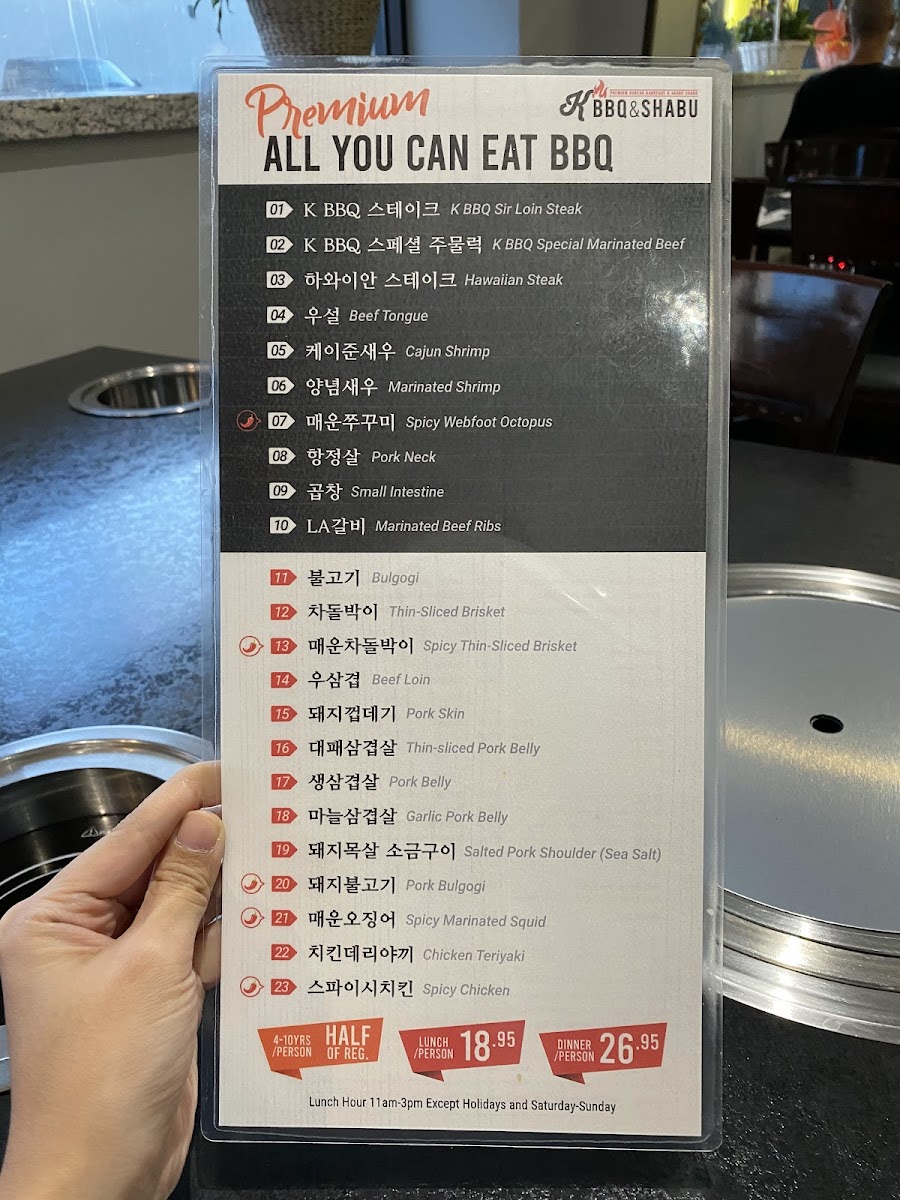 Premium
K BBQ&SHABU
ALL YOU CAN EAT BBQ
01 K BBQ 스테이크 K BBQ Sir Loin Steak
02 K BBQ 스페셜 주물럭 K BBQ Special Marinated Beef
03 하와이안 스테이크 Hawaiian Steak
04 우설 Beef Tongue
05 케이준새우 Cajun Shrimp
06 양념새우 Marinated Shrimp
07 매운쭈꾸미 Spicy Webfoot Octopus
08 항정살 Pork Neck
09 곱창 Small Intestine
10 LA갈비 Marinated Beef Ribs
11 불고기 Bulgogi
12 차돌박이 Thin-Sliced Brisket
13 매운차돌박이 Spicy Thin-Sliced Brisket
14 우삼겹 Beef Loin
15 돼지껍데기 Pork Skin
16 대패삼겹살 Thin-sliced Pork Belly
17 생삼겹살 Pork Belly
18 마늘삼겹살 Garlic Pork Belly
19 돼지목살 소금구이 Salted Pork Shoulder (Sea Salt)
20 돼지불고기 Pork Bulgogi
21 매운오징어 Spicy Marinated Squid
22 치킨데리야끼 Chicken Teriyaki
23 스파이시치킨 Spicy Chicken
4-10YRS /PERSON HALF OF REG.
LUNCH /PERSON 18.95
DINNER /PERSON 26.95
Lunch Hour 11am-3pm Except Holidays and Saturday-Sunday